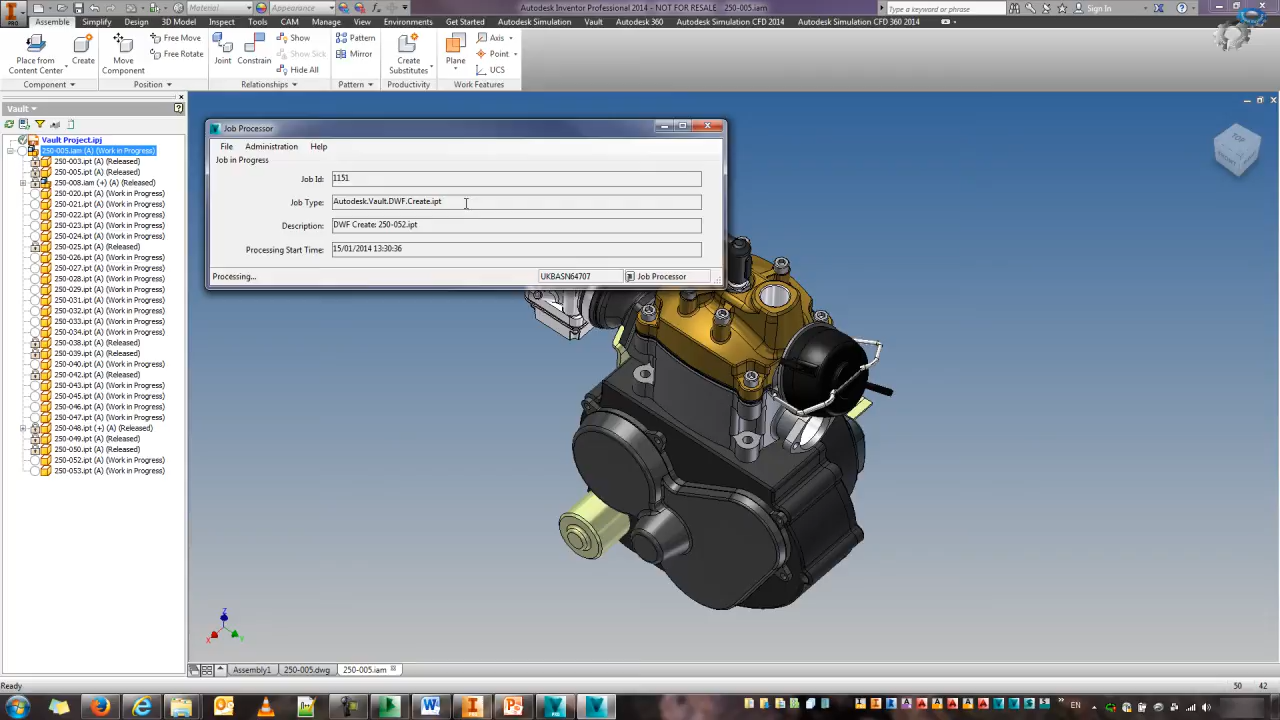 Material
Appearance
Autodesk Inventor Professional 2014 - NOT FOR RESALE 250-005.iam
Type a keyword or phrase
Sign In
Assemble Simplify Design 3D Model Inspect Tools CAM Manage View Environments Get Started Autodesk Simulation Vault Autodesk 360 Autodesk Simulation CFD 2014 Autodesk Simulation CFD 360 2014
PRO
Place from
Content Center
Create
Move
Component
Free Move
Free Rotate
Joint
Constrain
Show
Show Sick
Hide All
Pattern
Mirror
Create
Substitutes
Plane
Axis
Point
UCS
Component Position Relationships Pattern Productivity Work Features
Vault
Vault Project.ipj
250-005.iam (A) (Work in Progress)
250-003.ipt (A) (Released)
250-005.ipt (A) (Released)
250-008.iam (+) (A) (Released)
250-020.ipt (A) (Work in Progress)
250-021.ipt (A) (Work in Progress)
250-022.ipt (A) (Work in Progress)
250-023.ipt (A) (Work in Progress)
250-024.ipt (A) (Work in Progress)
250-025.ipt (A) (Released)
250-026.ipt (A) (Work in Progress)
250-027.ipt (A) (Work in Progress)
250-028.ipt (A) (Work in Progress)
250-029.ipt (A) (Work in Progress)
250-031.ipt (A) (Work in Progress)
250-032.ipt (A) (Work in Progress)
250-033.ipt (A) (Work in Progress)
250-034.ipt (A) (Work in Progress)
250-038.ipt (A) (Released)
250-039.ipt (A) (Released)
250-040.ipt (A) (Work in Progress)
250-042.ipt (A) (Released)
250-043.ipt (A) (Work in Progress)
250-045.ipt (A) (Work in Progress)
250-046.ipt (A) (Work in Progress)
250-047.ipt (A) (Work in Progress)
250-048.ipt (+) (A) (Released)
250-049.ipt (A) (Released)
250-050.ipt (A) (Released)
250-052.ipt (A) (Work in Progress)
250-053.ipt (A) (Work in Progress)
Job Processor
File Administration Help
Job in Progress
Job Id: 1151
Job Type: Autodesk.Vault.DWF.Create.ipt
Description: DWF Create: 250-052.ipt
Processing Start Time: 15/01/2014 13:30:36
Processing... UKBASN64707 Job Processor
TOP
Z
X
Y
Assembly1 250-005.dwg 250-005.iam
Ready
50 42
EN